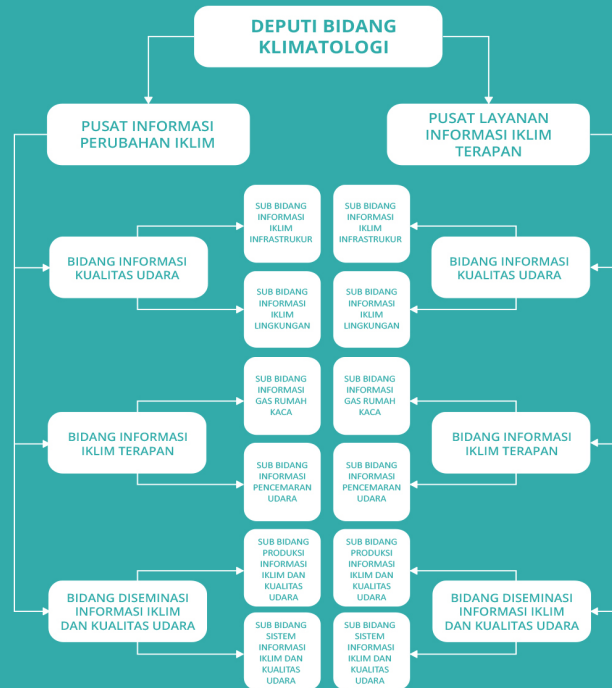 DEPUTI BIDANG
KLIMATOLOGI
PUSAT INFORMASI
PERUBAHAN IKLIM
PUSAT LAYANAN
INFORMASI IKLIM
TERAPAN
BIDANG INFORMASI
KUALITAS UDARA
SUB BIDANG
INFORMASI
IKLIM
INFRASTRUKUR
SUB BIDANG
INFORMASI
IKLIM
INFRASTRUKUR
BIDANG INFORMASI
KUALITAS UDARA
SUB BIDANG
INFORMASI
IKLIM
LINGKUNGAN
SUB BIDANG
INFORMASI
IKLIM
LINGKUNGAN
BIDANG INFORMASI
IKLIM TERAPAN
SUB BIDANG
INFORMASI
GAS RUMAH
KACA
SUB BIDANG
INFORMASI
GAS RUMAH
KACA
BIDANG INFORMASI
IKLIM TERAPAN
SUB BIDANG
INFORMASI
PENCEMARAN
UDARA
SUB BIDANG
INFORMASI
PENCEMARAN
UDARA
BIDANG DISEMINASI
INFORMASI IKLIM
DAN KUALITAS UDARA
SUB BIDANG
PRODUKSI
INFORMASI
IKLIM DAN
KUALITAS
UDARA
SUB BIDANG
PRODUKSI
INFORMASI
IKLIM DAN
KUALITAS
UDARA
BIDANG DISEMINASI
INFORMASI IKLIM
DAN KUALITAS UDARA
SUB BIDANG
SISTEM
INFORMASI
IKLIM DAN
KUALITAS
UDARA
SUB BIDANG
SISTEM
INFORMASI
IKLIM DAN
KUALITAS
UDARA